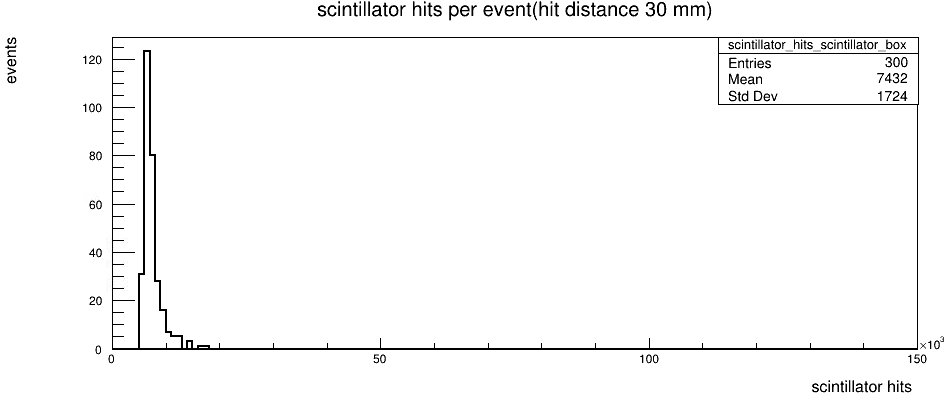 scintillator hits per event(hit distance 30 mm)
events
scintillator_hits_scintillator_box
Entries 300
Mean 7432
Std Dev 1724
120
100
80
60
40
20
0
0 50 100 150
×10³
scintillator hits